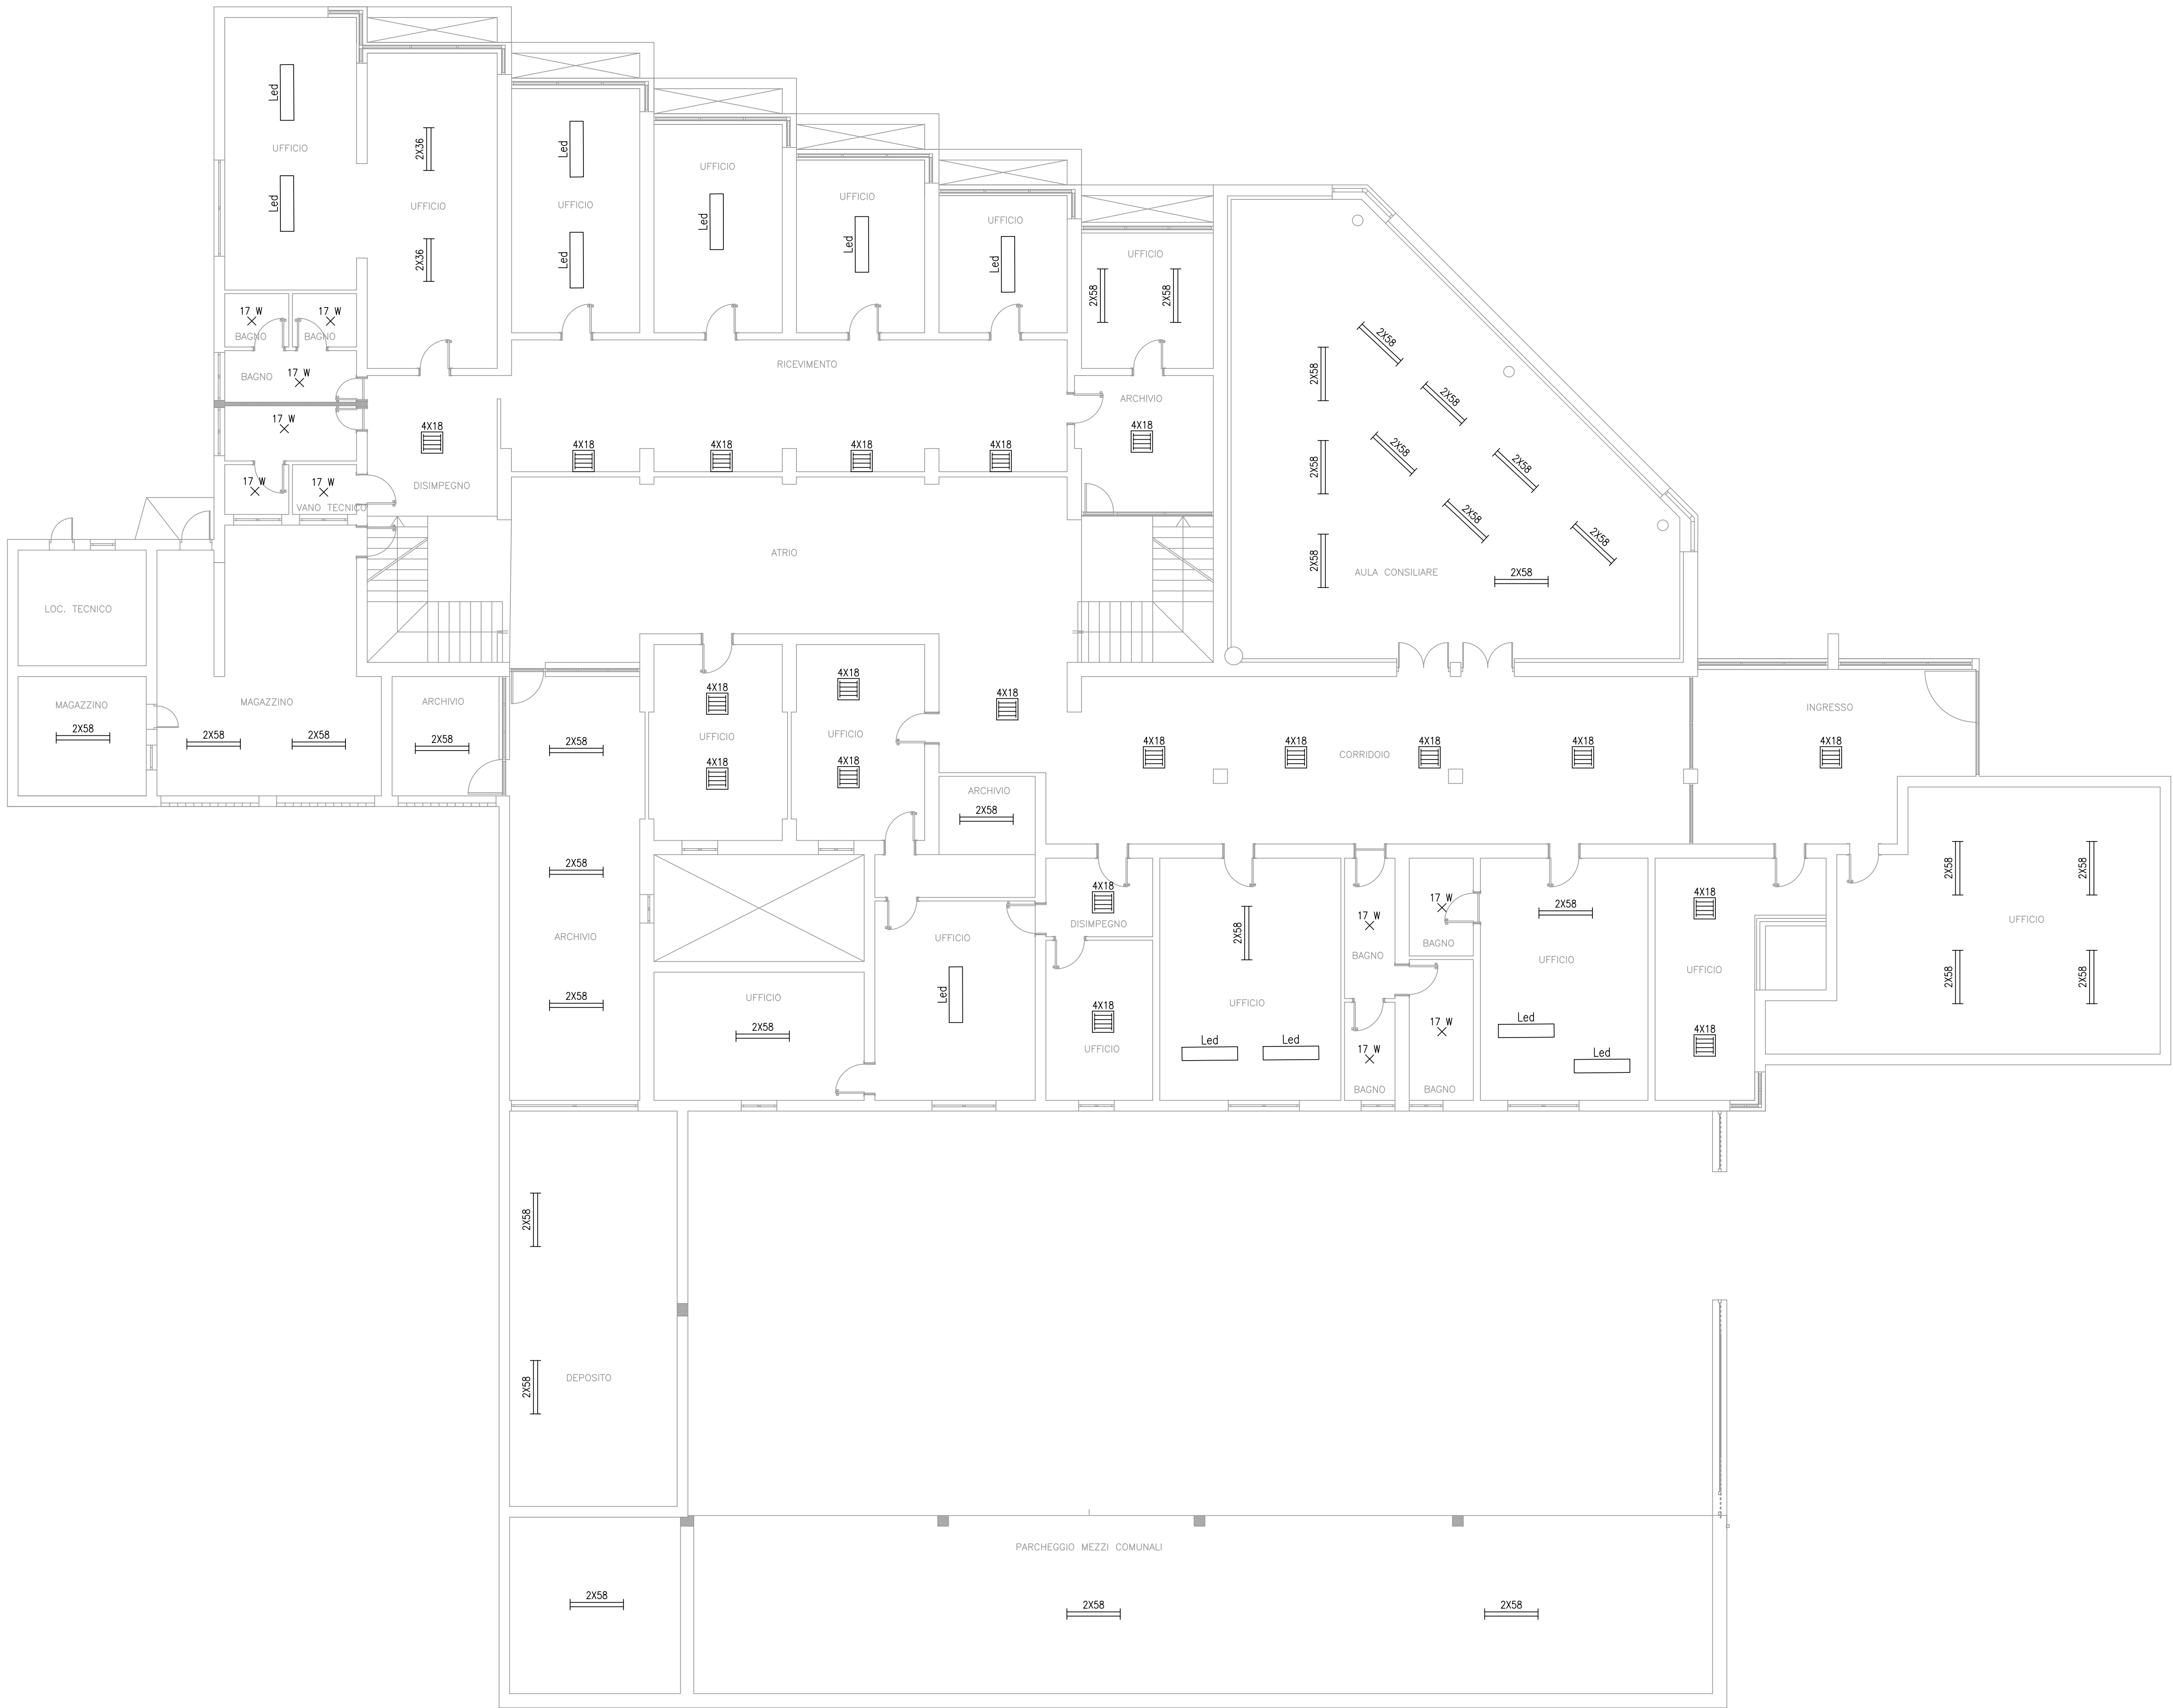 Led
UFFICIO
Led
2X36
UFFICIO
2X36
Led
UFFICIO
Led
UFFICIO
Led
UFFICIO
Led
UFFICIO
Led
UFFICIO
2X58
2X58
17 W
BAGNO
17 W
BAGNO
BAGNO
17 W
17 W
17 W
17 W
VANO TECNICO
4X18
DISIMPEGNO
RICEVIMENTO
4X18
4X18
4X18
4X18
ARCHIVIO
4X18
2X58
2X58
2X58
2X58
2X58
2X58
2X58
2X58
2X58
2X58
AULA CONSILIARE
ATRIO
LOC. TECNICO
MAGAZZINO
2X58
MAGAZZINO
2X58
2X58
ARCHIVIO
2X58
2X58
2X58
ARCHIVIO
2X58
4X18
UFFICIO
4X18
4X18
UFFICIO
4X18
4X18
4X18
4X18
CORRIDOIO
4X18
4X18
INGRESSO
4X18
ARCHIVIO
2X58
UFFICIO
2X58
UFFICIO
Led
4X18
DISIMPEGNO
4X18
UFFICIO
2X58
UFFICIO
Led
Led
17 W
BAGNO
17 W
BAGNO
17 W
BAGNO
17 W
BAGNO
2X58
UFFICIO
Led
Led
4X18
UFFICIO
4X18
2X58
2X58
UFFICIO
2X58
2X58
2X58
2X58
DEPOSITO
PARCHEGGIO MEZZI COMUNALI
2X58
2X58
2X58